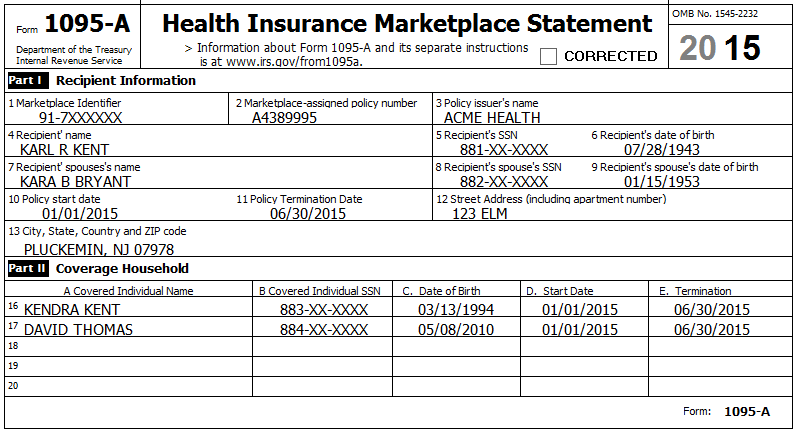 Form 1095-A
Department of the Treasury
Internal Revenue Service
Health Insurance Marketplace Statement
> Information about Form 1095-A and its separate instructions
is at www.irs.gov/from1095a.
CORRECTED
OMB No. 1545-2232
2015
Part I Recipient Information
1 Marketplace Identifier 2 Marketplace-assigned policy number 3 Policy issuer's name
91-7XXXXXX A4389995 ACME HEALTH
4 Recipient' name 5 Recipient's SSN 6 Recipient's date of birth
KARL R KENT 881-XX-XXXX 07/28/1943
7 Recipient' spouses's name 8 Recipient's spouse's SSN 9 Recipient's spouse's date of birth
KARA B BRYANT 882-XX-XXXX 01/15/1953
10 Policy start date 11 Policy Termination Date 12 Street Address (including apartment number)
01/01/2015 06/30/2015 123 ELM
13 City, State, Country and ZIP code
PLUCKEMIN, NJ 07978
Part II Coverage Household
A Covered Individual Name B Covered Individual SSN C. Date of Birth D. Start Date E. Termination
16 KENDRA KENT 883-XX-XXXX 03/13/1994 01/01/2015 06/30/2015
17 DAVID THOMAS 884-XX-XXXX 05/08/2010 01/01/2015 06/30/2015
18
19
20
Form: 1095-A